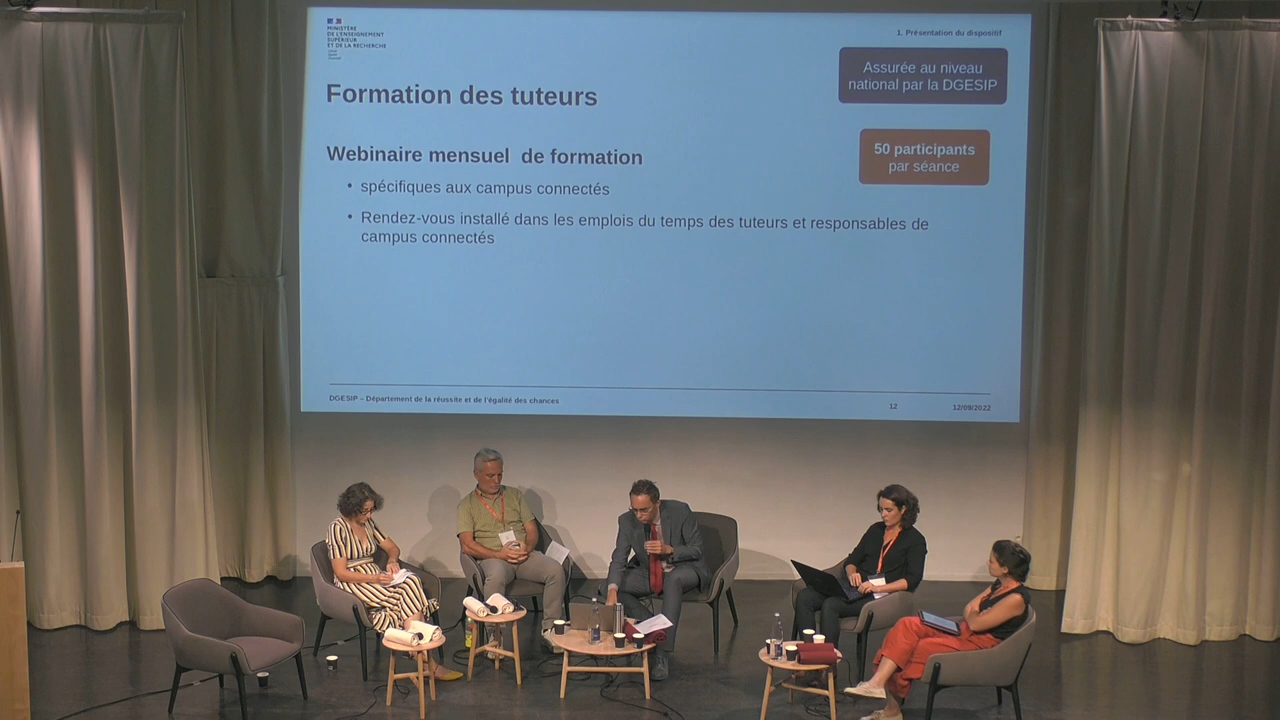 MINISTÈRE
DE L'ENSEIGNEMENT
SUPÉRIEUR
ET DE LA RECHERCHE
1. Présentation du dispositif
Assurée au niveau
national par la DGESIP
Formation des tuteurs
50 participants
par séance
Webinaire mensuel de formation
• spécifiques aux campus connectés
• Rendez-vous installé dans les emplois du temps des tuteurs et responsables de
campus connectés
DGESIP – Département de la réussite et de l'égalité des chances
12
12/09/2022